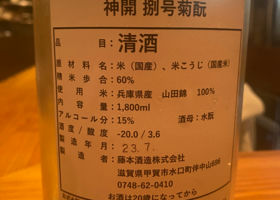 神開 捌号菊酛
品目：清酒
原材料名：米（国産）、米こうじ（国産米）
精米歩合：60%
使用米：兵庫県産 山田錦 100%
内容量：1,800ml
アルコール分：15% 酒母：水酛
酒度／酸度：-20.0 / 3.6
製造年月：23.7.
製造者：藤本酒造株式会社
滋賀県甲賀市水口町伴中山696
0748-62-0410
お酒は20歳になってから